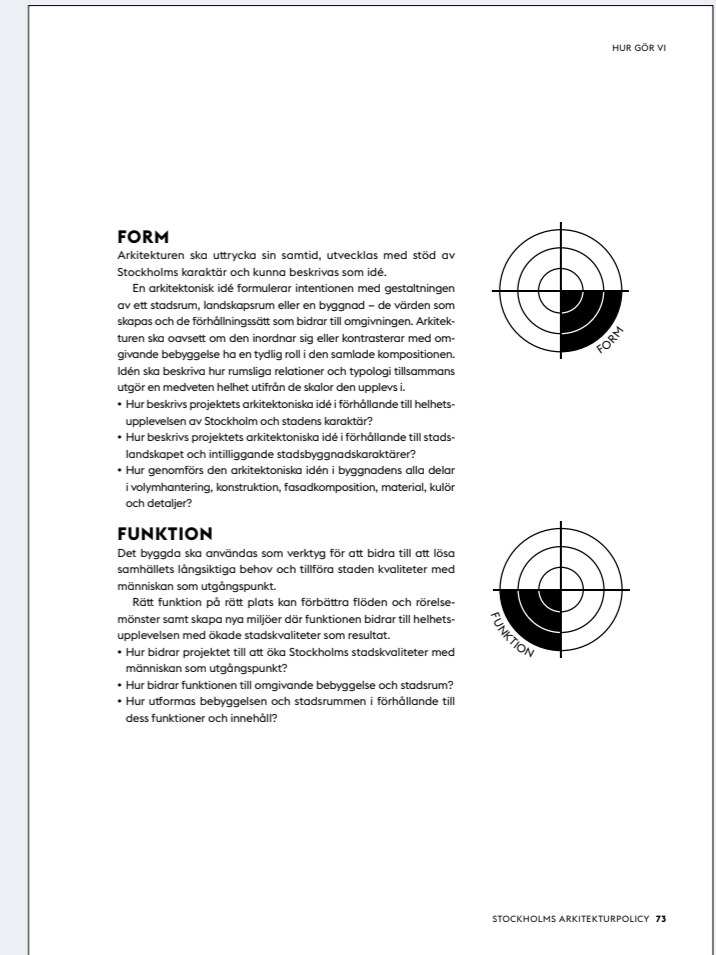 HUR GÖR VI
FORM
Arkitekturen ska uttrycka sin samtid, utvecklas med stöd av
Stockholms karaktär och kunna beskrivas som idé.
En arkitektonisk idé formulerar intentionen med gestaltningen
av ett stadsrum, landskapsrum eller en byggnad – de värden som
skapas och de förhållningssätt som bidrar till omgivningen. Arkitek-
turen ska oavsett om den inordnar sig eller kontrasterar med om-
givande bebyggelse ha en tydlig roll i den samlade kompositionen.
Idén ska beskriva hur rumsliga relationer och typologi tillsammans
utgör en medveten helhet utifrån de skalor den upplevs i.
• Hur beskrivs projektets arkitektoniska idé i förhållande till helhets-
upplevelsen av Stockholm och stadens karaktär?
• Hur beskrivs projektets arkitektoniska idé i förhållande till stads-
landskapet och intilliggande stadsbyggnadskaraktärer?
• Hur genomförs den arkitektoniska idén i byggnadens alla delar
i volymhantering, konstruktion, fasadkomposition, material, kulör
och detaljer?
FORM
FUNKTION
Det byggda ska användas som verktyg för att bidra till att lösa
samhällets långsiktiga behov och tillföra staden kvaliteter med
människan som utgångspunkt.
Rätt funktion på rätt plats kan förbättra flöden och rörelse-
mönster samt skapa nya miljöer där funktionen bidrar till helhets-
upplevelsen med ökade stadskvaliteter som resultat.
• Hur bidrar projektet till att öka Stockholms stadskvaliteter med
människan som utgångspunkt?
• Hur bidrar funktionen till omgivande bebyggelse och stadsrum?
• Hur utformas bebyggelsen och stadsrummen i förhållande till
dess funktioner och innehåll?
FUNKTION
STOCKHOLMS ARKITEKTURPOLICY 73